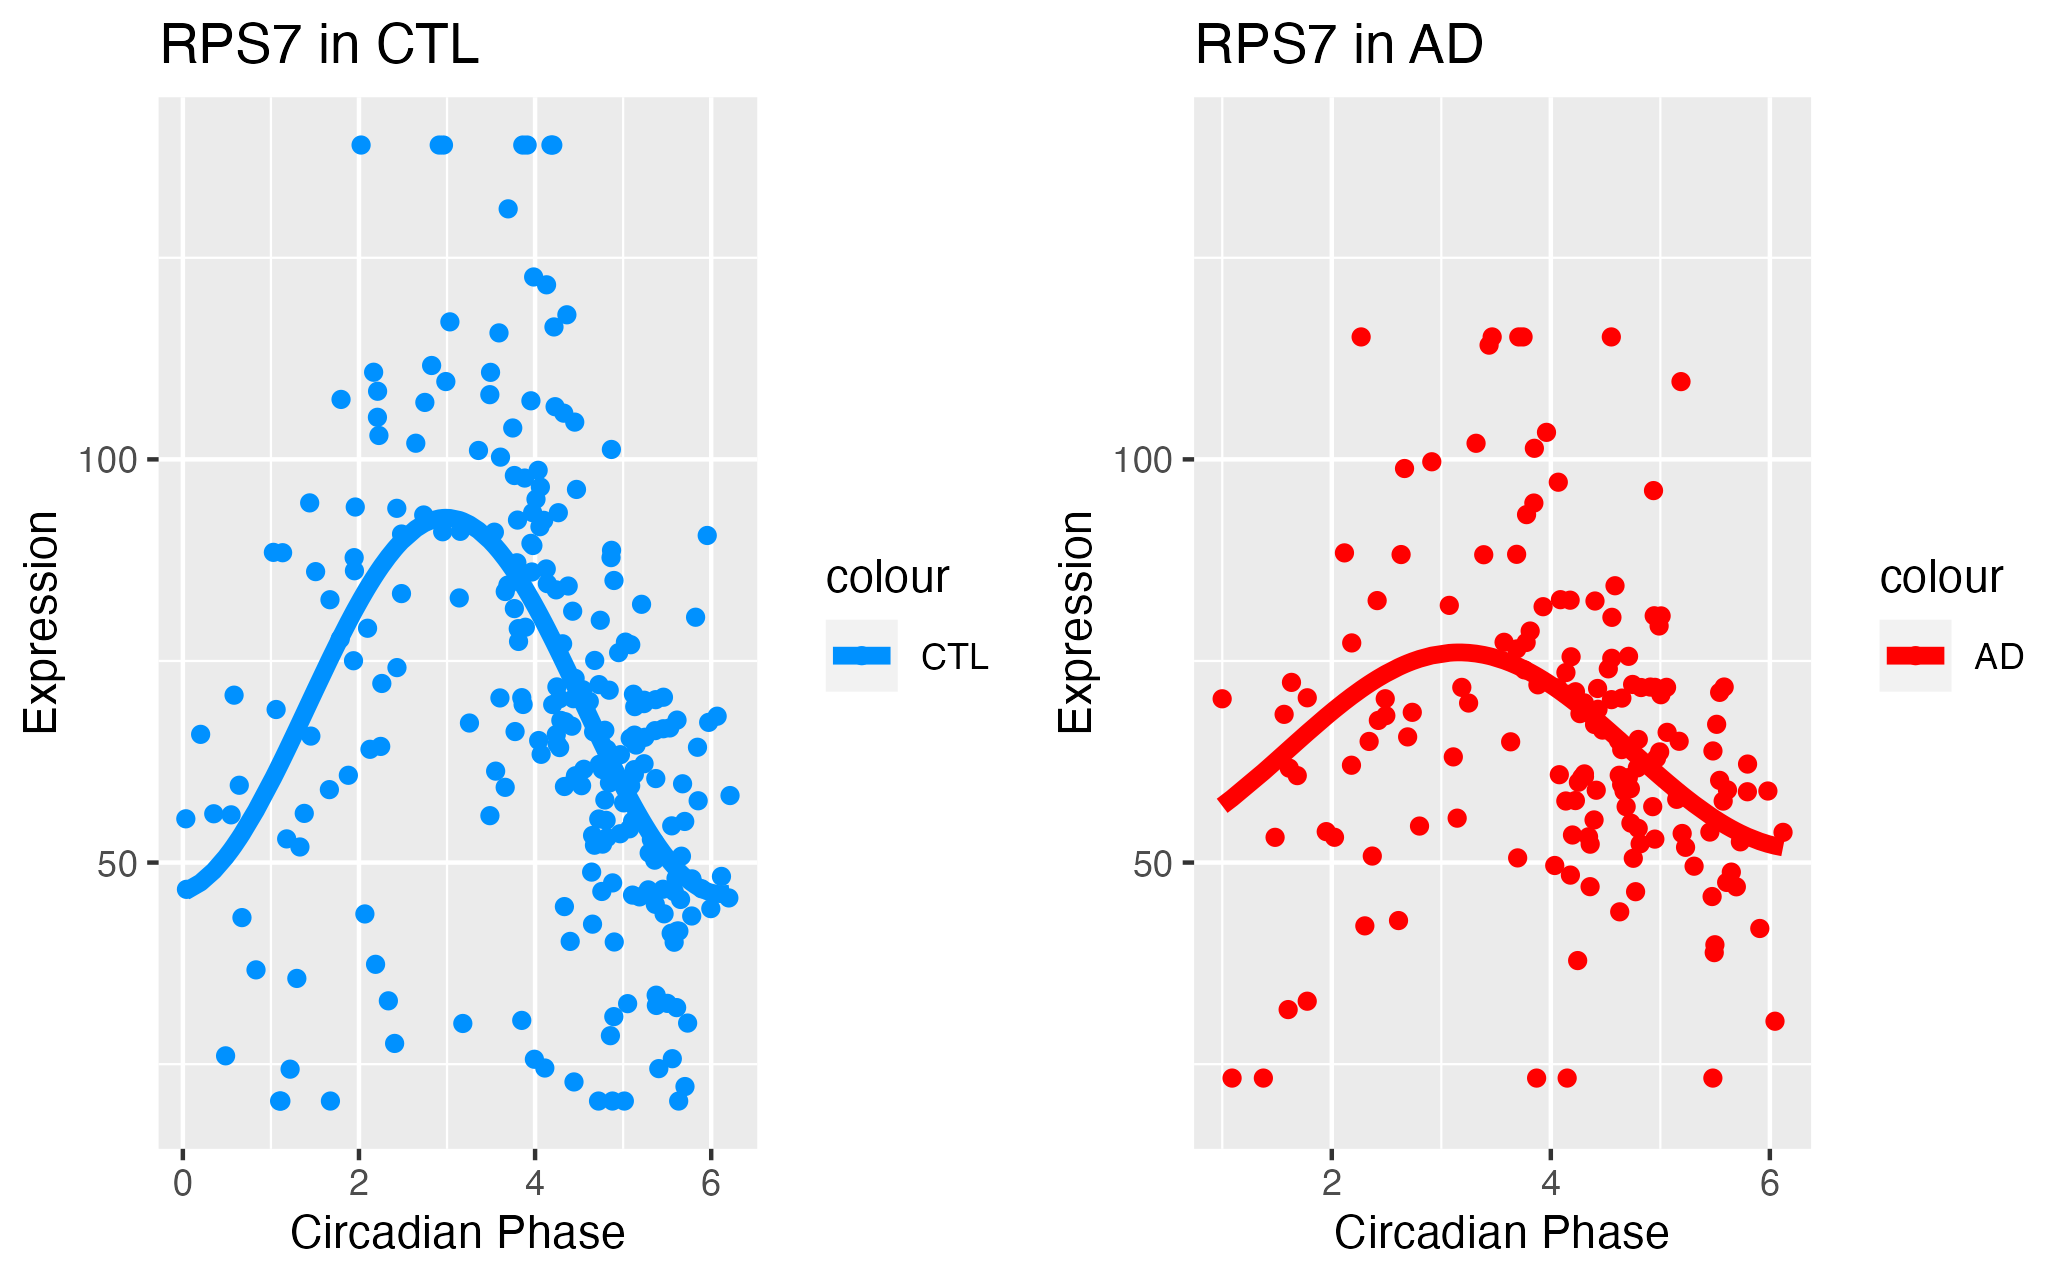 RPS7 in CTL
Expression
100
50
0 2 4 6
Circadian Phase
colour
CTL
RPS7 in AD
Expression
100
50
2 4 6
Circadian Phase
colour
AD